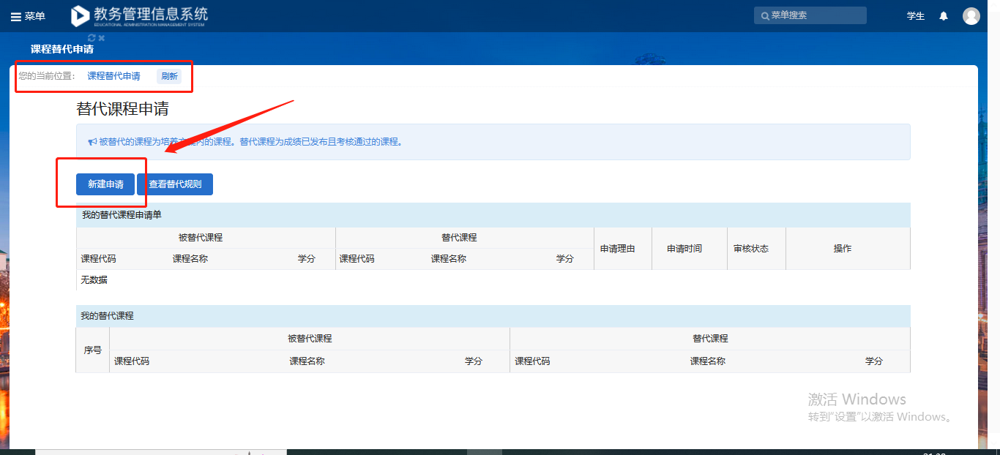 菜单
教务管理信息系统
EDUCATIONAL ADMINISTRATION MANAGEMENT SYSTEM
菜单搜索
学生
课程替代申请
您的当前位置： 课程替代申请 刷新
替代课程申请
被替代的课程为培养方案内的课程。替代课程为成绩已发布且考核通过的课程。
新建申请 查看替代规则
我的替代课程申请单
被替代课程 替代课程 申请理由 申请时间 审核状态 操作
课程代码 课程名称 学分 课程代码 课程名称 学分
无数据
我的替代课程
序号 被替代课程 替代课程
课程代码 课程名称 学分 课程代码 课程名称 学分
激活 Windows
转到"设置"以激活 Windows。